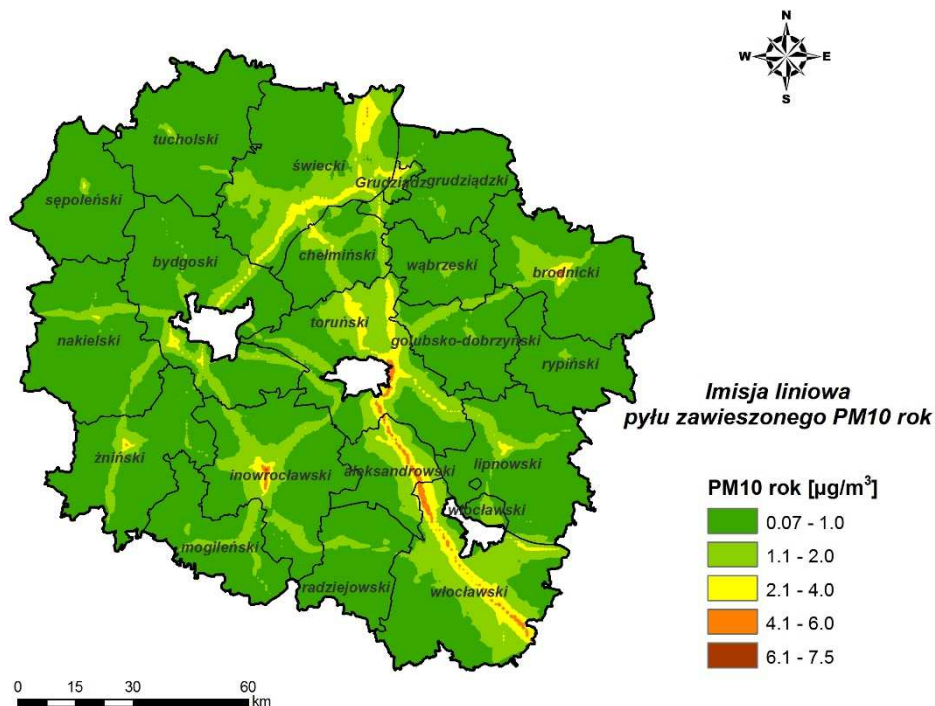 N
W E
S
tucholski
świecki
Grudziądz grudziądzki
sępoleński
bydgoski
chełmiński
wąbrzeski
brodnicki
toruński
nakielski
golubsko-dobrzyński
rypiński
żniński
inowrocławski
aleksandrowski
lipnowski
włocławski
mogileński
radziejowski
włocławski
Imisja liniowa
pyłu zawieszonego PM10 rok
PM10 rok [µg/m³]
0.07 - 1.0
1.1 - 2.0
2.1 - 4.0
4.1 - 6.0
6.1 - 7.5
0 15 30 45 60
km